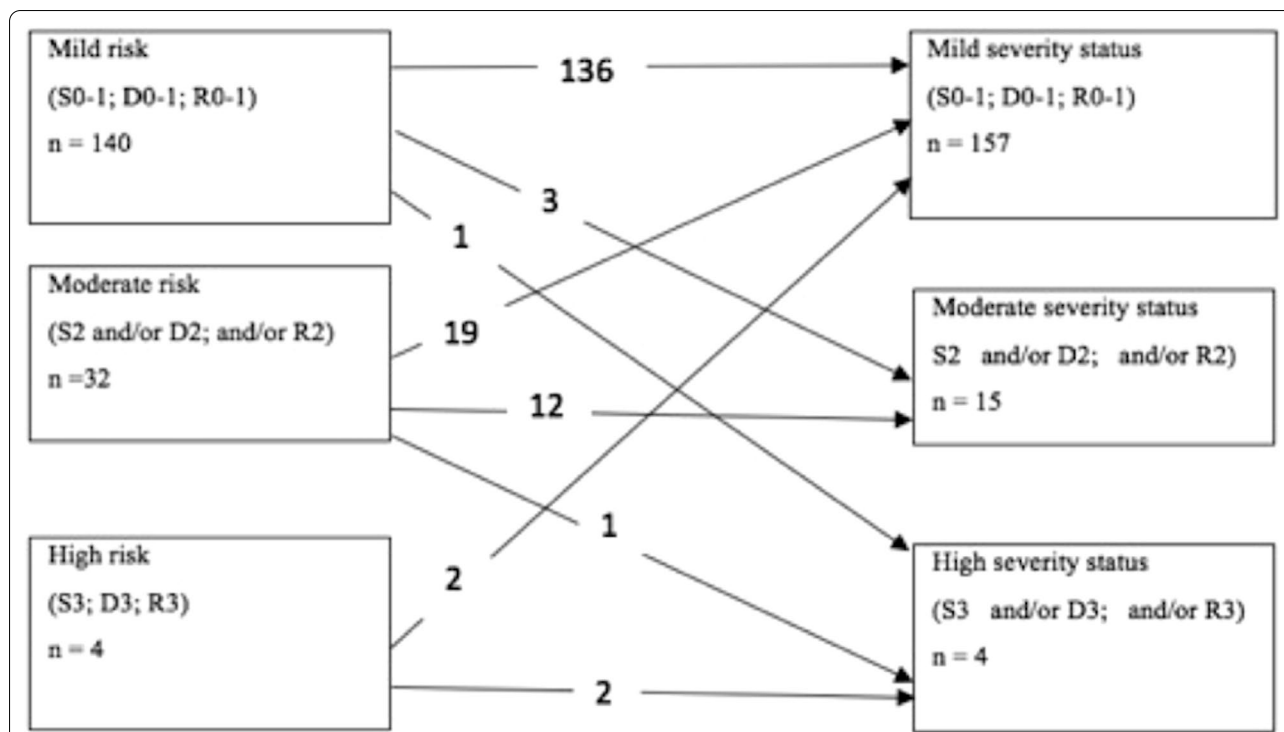 Mild risk
(S0-1; D0-1; R0-1)
n = 140
Moderate risk
(S2 and/or D2; and/or R2)
n =32
High risk
(S3; D3; R3)
n = 4
136
3
1
19
12
1
2
2
Mild severity status
(S0-1; D0-1; R0-1)
n = 157
Moderate severity status
S2 and/or D2; and/or R2)
n = 15
High severity status
(S3 and/or D3; and/or R3)
n = 4